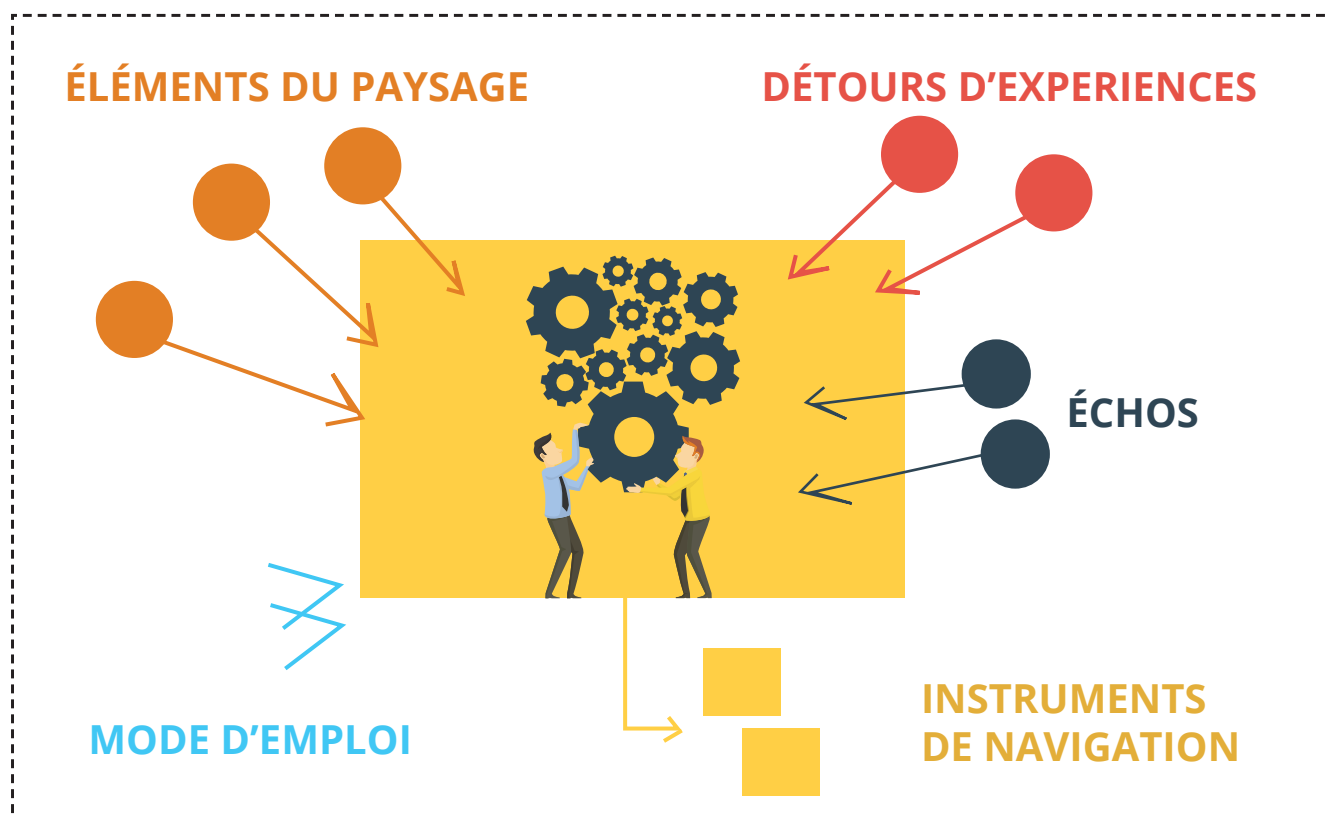 ÉLÉMENTS DU PAYSAGE
DÉTOURS D’EXPERIENCES
ÉCHOS
MODE D’EMPLOI
INSTRUMENTS
DE NAVIGATION